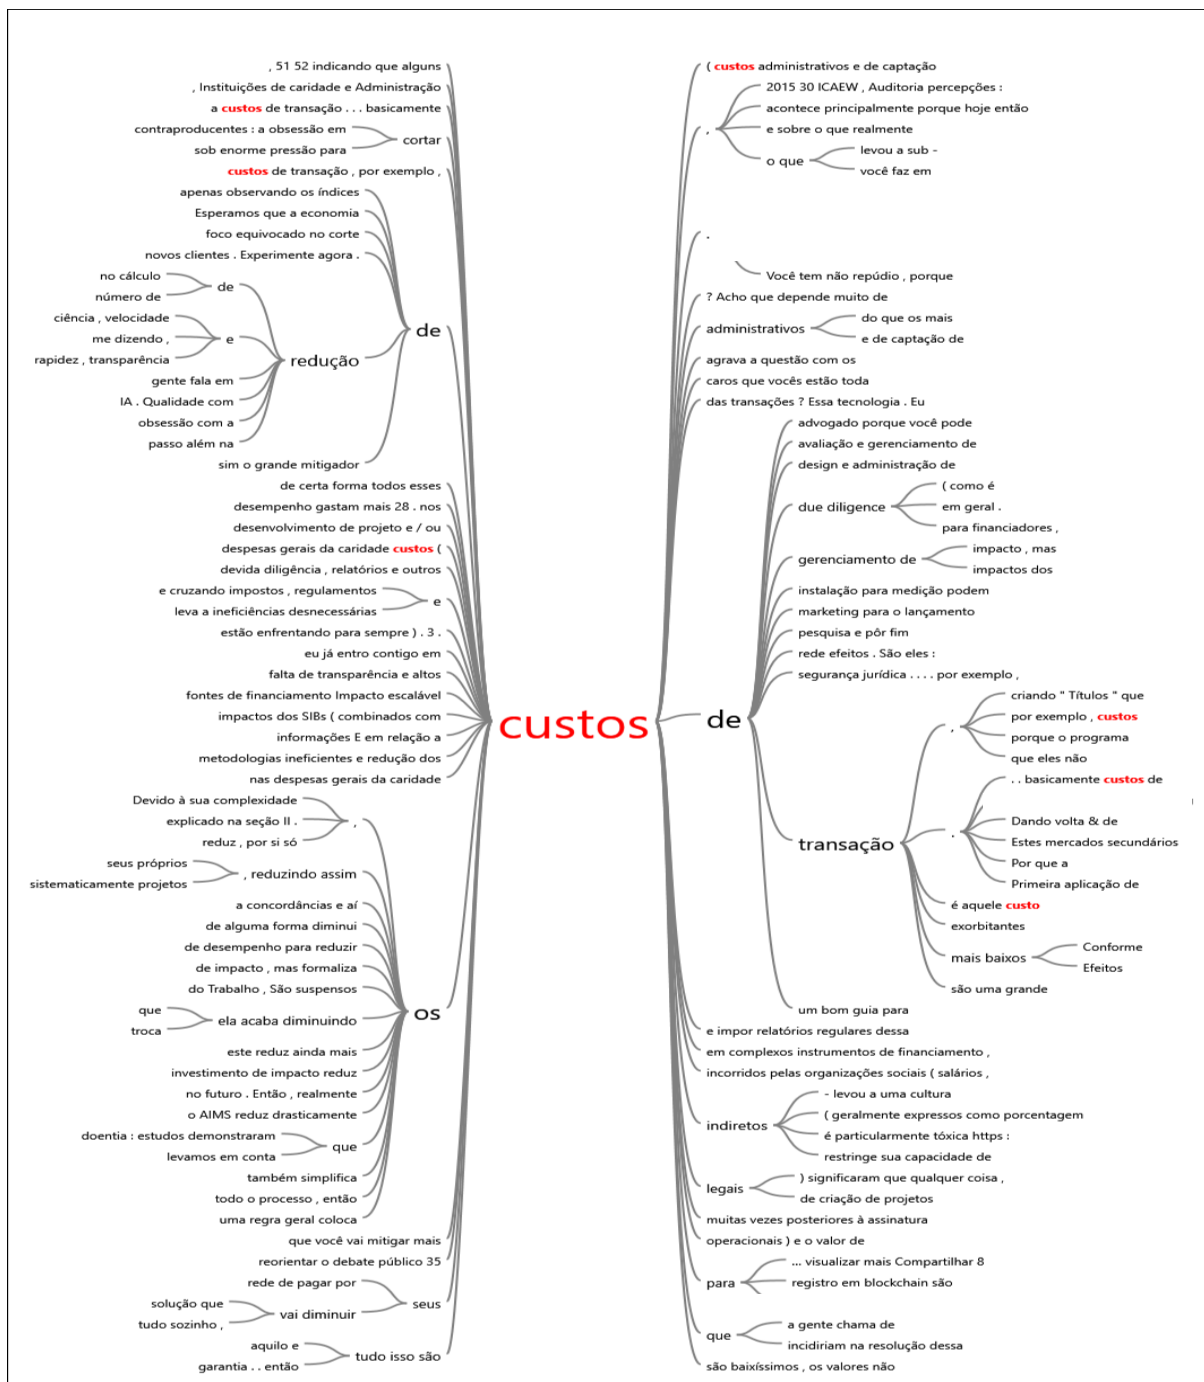 , 51 52 indicando que alguns
, Instituições de caridade e Administração
a custos de transação . . . basicamente
contraproducentes : a obsessão em
sob enorme pressão para
cortar
custos de transação , por exemplo ,
apenas observando os índices
Esperamos que a economia
foco equivocado no corte
novos clientes . Experimente agora .
no cálculo
número de
de
ciência , velocidade
me dizendo ,
rapidez , transparência
e
gente fala em
IA . Qualidade com
obsessão com a
passo além na
redução
sim o grande mitigador
de
de certa forma todos esses
desempenho gastam mais 28 . nos
desenvolvimento de projeto e / ou
despesas gerais da caridade custos (
devida diligência , relatórios e outros
e cruzando impostos , regulamentos
leva a ineficiências desnecessárias
e
estão enfrentando para sempre ) . 3 .
eu já entro contigo em
falta de transparência e altos
fontes de financiamento Impacto escalável
impactos dos SIBs ( combinados com
informações E em relação a
metodologias ineficientes e redução dos
nas despesas gerais da caridade
Devido à sua complexidade
explicado na seção II .
reduz , por si só
,
seus próprios
sistematicamente projetos
, reduzindo assim
a concordâncias e aí
de alguma forma diminui
de desempenho para reduzir
de impacto , mas formaliza
do Trabalho , São suspensos
que
troca
ela acaba diminuindo
os
este reduz ainda mais
investimento de impacto reduz
no futuro . Então , realmente
o AIMS reduz drasticamente
doentia : estudos demonstraram
levamos em conta
que
também simplifica
todo o processo , então
uma regra geral coloca
que você vai mitigar mais
reorientar o debate público 35
rede de pagar por
solução que
tudo sozinho ,
vai diminuir
seus
aquilo e
garantia . . então
tudo isso são
custos
( custos administrativos e de captação
,
2015 30 ICAEW , Auditoria percepções :
acontece principalmente porque hoje então
e sobre o que realmente
o que
levou a sub -
você faz em
.
Você tem não repúdio , porque
? Acho que depende muito de
administrativos
do que os mais
e de captação de
agrava a questão com os
caros que vocês estão toda
das transações ? Essa tecnologia . Eu
de
advogado porque você pode
avaliação e gerenciamento de
design e administração de
due diligence
( como é
em geral .
para financiadores ,
gerenciamento de
impacto , mas
impactos dos
instalação para medição podem
marketing para o lançamento
pesquisa e pôr fim
rede efeitos . São eles :
segurança jurídica . . . . por exemplo ,
transação
,
criando " Títulos " que
por exemplo , custos
porque o programa
que eles não
.
. . basicamente custos de
Dando volta & de
Estes mercados secundários
Por que a
Primeira aplicação de
é aquele custo
exorbitantes
mais baixos
Conforme
Efeitos
são uma grande
um bom guia para
e impor relatórios regulares dessa
em complexos instrumentos de financiamento ,
incorridos pelas organizações sociais ( salários ,
indiretos
- levou a uma cultura
( geralmente expressos como porcentagem
é particularmente tóxica https :
restringe sua capacidade de
legais
) significaram que qualquer coisa ,
de criação de projetos
muitas vezes posteriores à assinatura
operacionais ) e o valor de
para
... visualizar mais Compartilhar 8
registro em blockchain são
que
a gente chama de
incidiriam na resolução dessa
são baixíssimos , os valores não